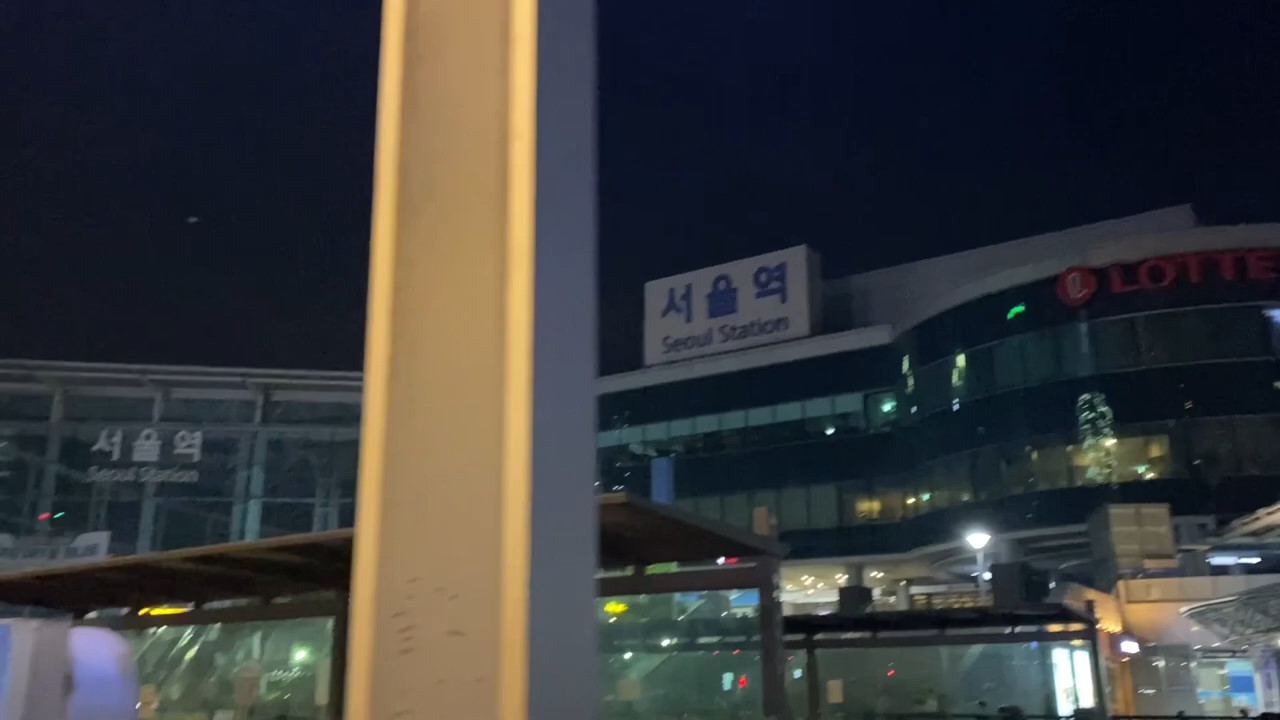 서울역
Seoul Station
LOTTE
서울역
Seoul Station